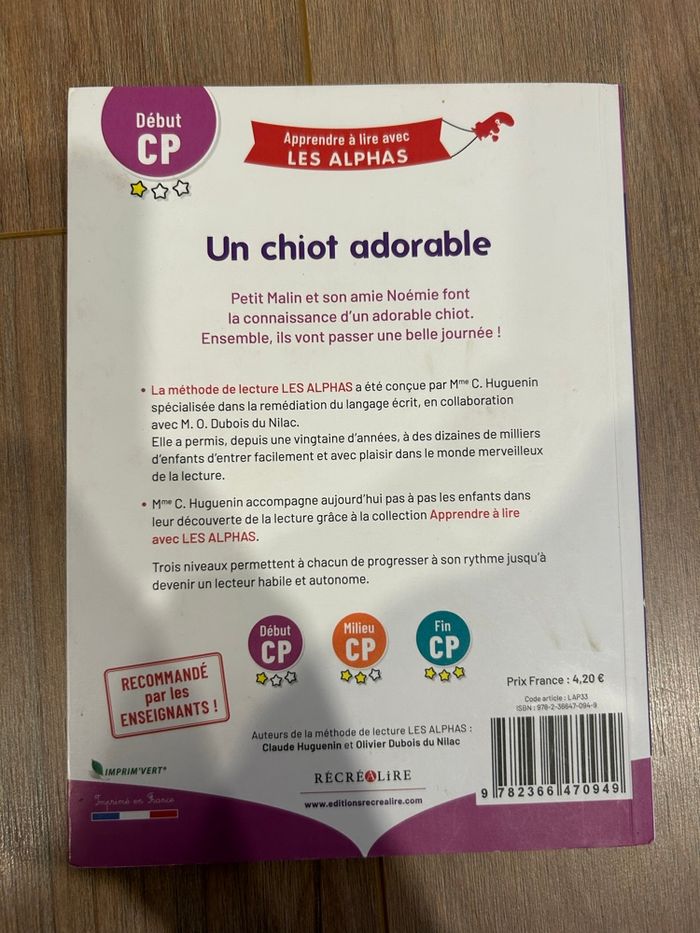 Début
CP
Apprendre à lire avec
LES ALPHAS
Un chiot adorable
Petit Malin et son amie Noémie font
la connaissance d'un adorable chiot.
Ensemble, ils vont passer une belle journée !
• La méthode de lecture LES ALPHAS a été conçue par Mme C. Huguenin
spécialisée dans la remédiation du langage écrit, en collaboration
avec M. O. Dubois du Nilac.
Elle a permis, depuis une vingtaine d'années, à des dizaines de milliers
d'enfants d'entrer facilement et avec plaisir dans le monde merveilleux
de la lecture.
• Mme C. Huguenin accompagne aujourd'hui pas à pas les enfants dans
leur découverte de la lecture grâce à la collection Apprendre à lire
avec LES ALPHAS.
Trois niveaux permettent à chacun de progresser à son rythme jusqu'à
devenir un lecteur habile et autonome.
Début
CP
Milieu
CP
Fin
CP
RECOMMANDÉ
par les
ENSEIGNANTS !
Prix France : 4,20 €
Code article : LAP33
ISBN : 978-2-36647-094-9
Auteurs de la méthode de lecture LES ALPHAS :
Claude Huguenin et Olivier Dubois du Nilac
IMPRIM'VERT®
RÉCRÉALIRE
9 782366 470949
Imprimé en France
www.editionsrecrealire.com